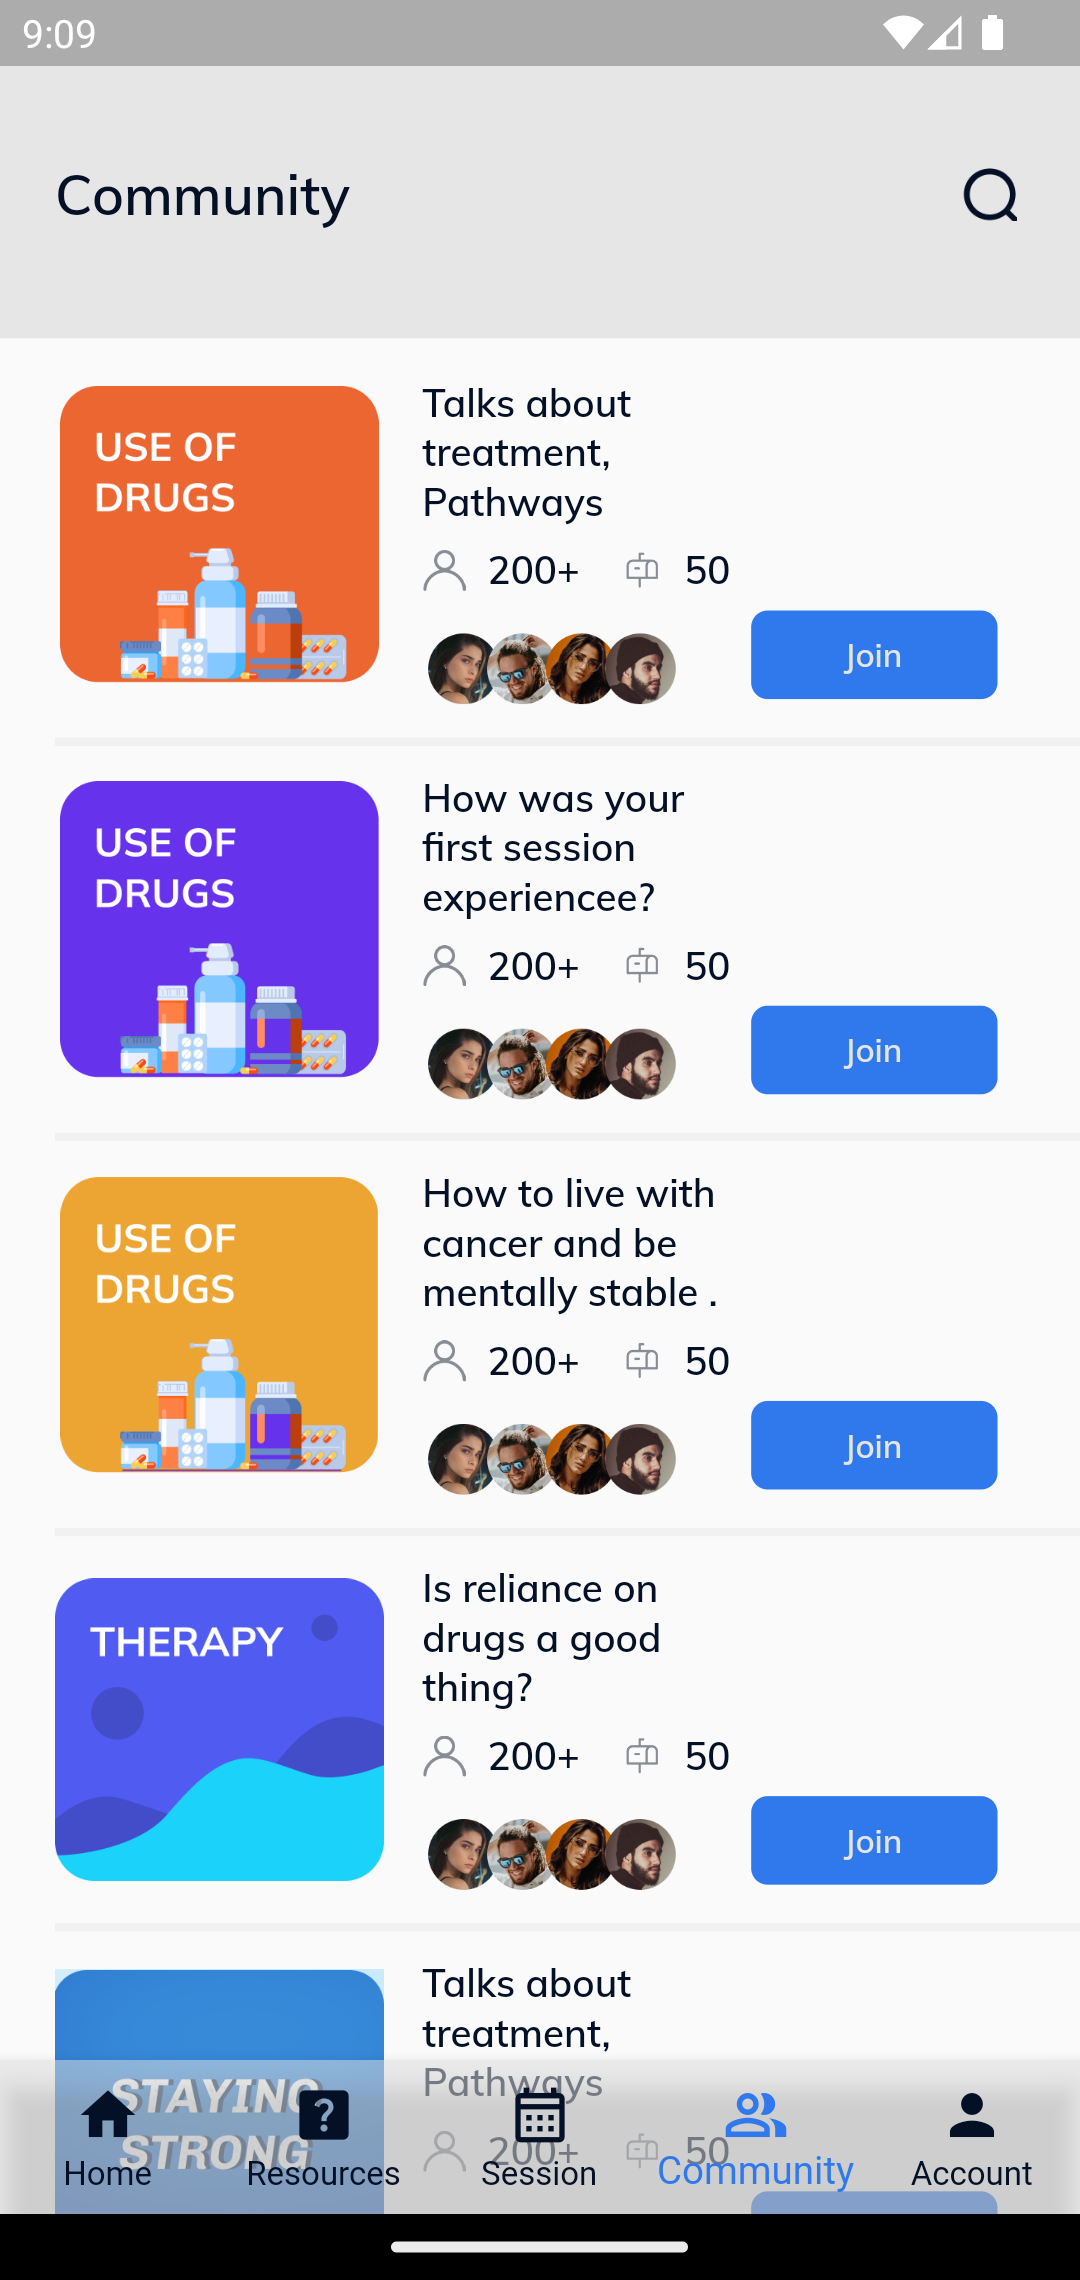 9:09
Community
USE OF
DRUGS
Talks about
treatment,
Pathways
200+ 50
Join
USE OF
DRUGS
How was your
first session
experiencee?
200+ 50
Join
USE OF
DRUGS
How to live with
cancer and be
mentally stable .
200+ 50
Join
THERAPY
Is reliance on
drugs a good
thing?
200+ 50
Join
Talks about
treatment,
Pathways
STAYING
STRONG
200+ 50
Home Resources Session Community Account